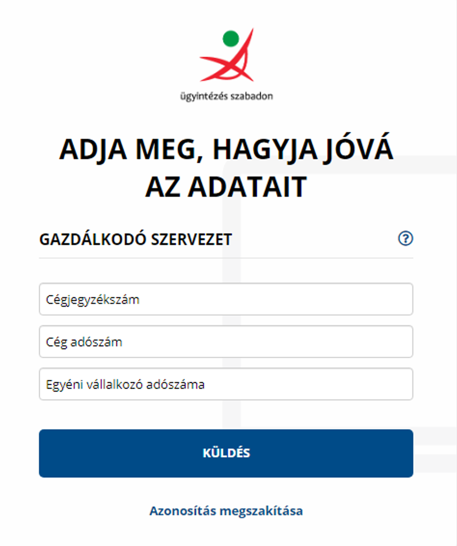 ügyintézés szabadon
ADJA MEG, HAGYJA JÓVÁ
AZ ADATAIT
GAZDÁLKODÓ SZERVEZET ?
Cégjegyzékszám
Cég adószám
Egyéni vállalkozó adószáma
KÜLDÉS
Azonosítás megszakítása